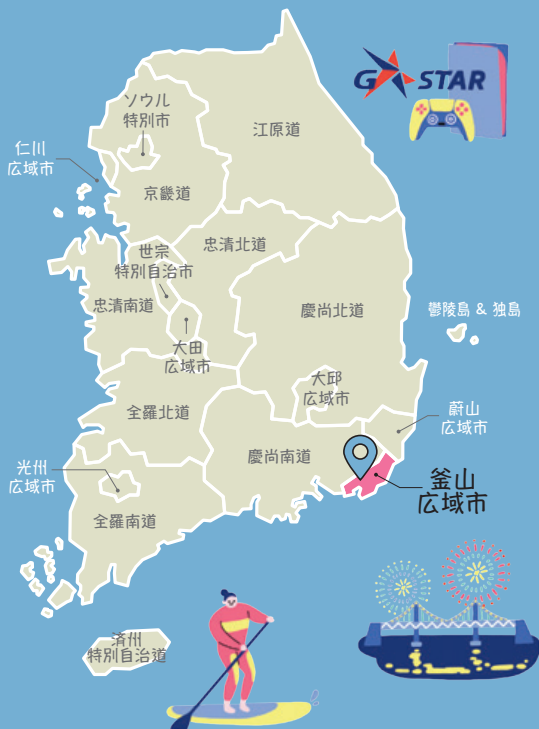 G★STAR
ソウル
特別市
江原道
仁川
広域市
京畿道
忠清北道
世宗
特別自治市
忠清南道
慶尚北道
鬱陵島 & 独島
大田
広域市
大邱
広域市
全羅北道
蔚山
広域市
慶尚南道
光州
広域市
釜山
広域市
全羅南道
済州
特別自治道